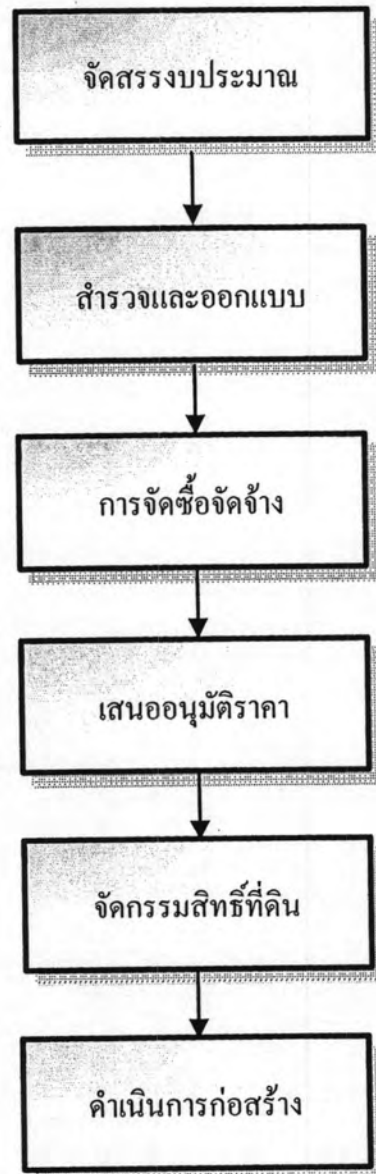 จัดสรรงบประมาณ
สำรวจและออกแบบ
การจัดซื้อจัดจ้าง
เสนออนุมัติราคา
จัดกรรมสิทธิ์ที่ดิน
ดำเนินการก่อสร้าง